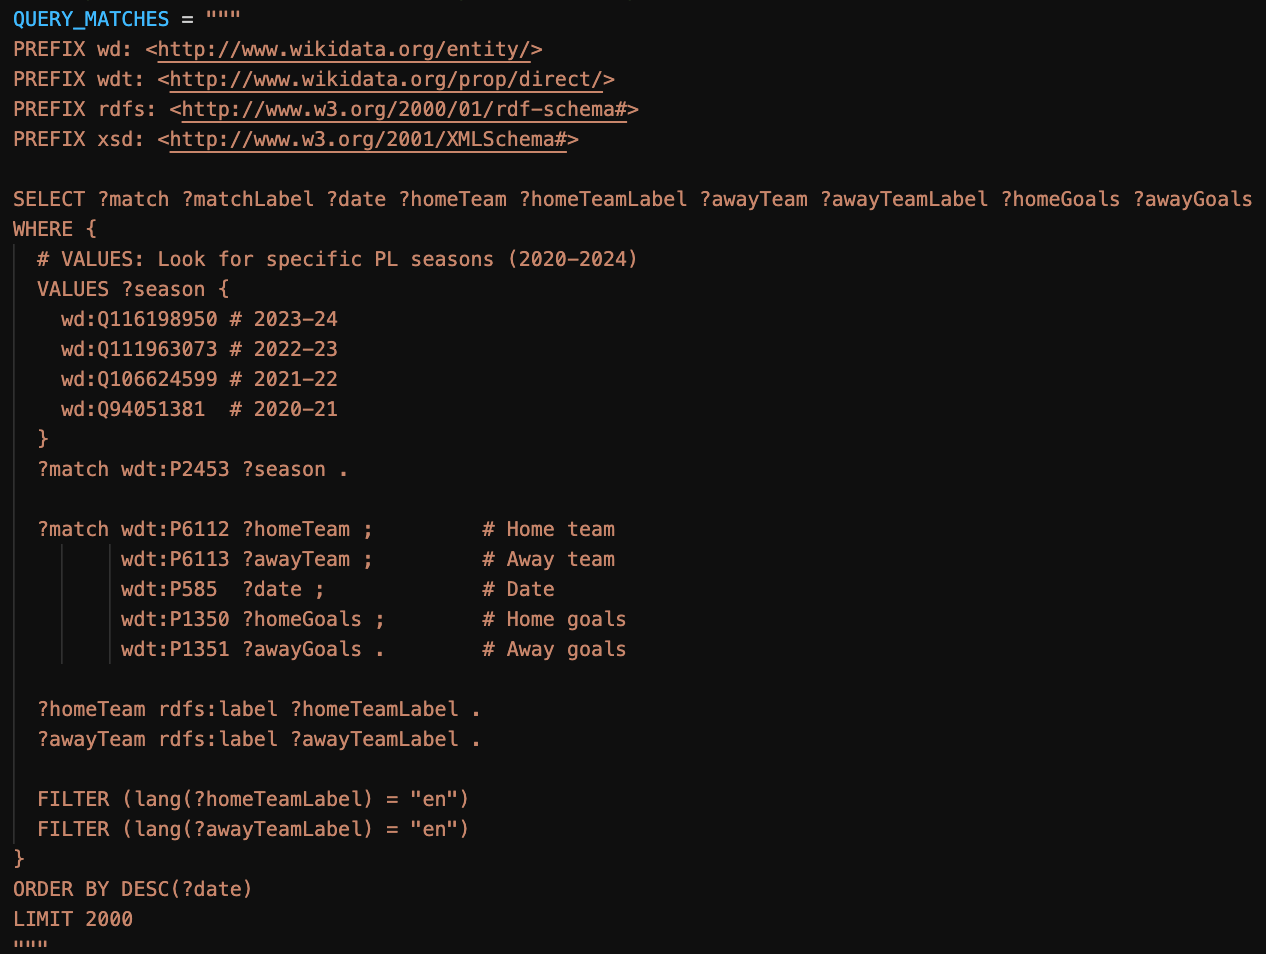 QUERY_MATCHES = """
PREFIX wd: <http://www.wikidata.org/entity/>
PREFIX wdt: <http://www.wikidata.org/prop/direct/>
PREFIX rdfs: <http://www.w3.org/2000/01/rdf-schema#>
PREFIX xsd: <http://www.w3.org/2001/XMLSchema#>

SELECT ?match ?matchLabel ?date ?homeTeam ?homeTeamLabel ?awayTeam ?awayTeamLabel ?homeGoals ?awayGoals
WHERE {
  # VALUES: Look for specific PL seasons (2020-2024)
  VALUES ?season {
    wd:Q116198950 # 2023-24
    wd:Q111963073 # 2022-23
    wd:Q106624599 # 2021-22
    wd:Q94051381  # 2020-21
  }
  ?match wdt:P2453 ?season .

  ?match wdt:P6112 ?homeTeam ;         # Home team
         wdt:P6113 ?awayTeam ;         # Away team
         wdt:P585  ?date ;             # Date
         wdt:P1350 ?homeGoals ;        # Home goals
         wdt:P1351 ?awayGoals .        # Away goals

  ?homeTeam rdfs:label ?homeTeamLabel .
  ?awayTeam rdfs:label ?awayTeamLabel .

  FILTER (lang(?homeTeamLabel) = "en")
  FILTER (lang(?awayTeamLabel) = "en")
}
ORDER BY DESC(?date)
LIMIT 2000
"""